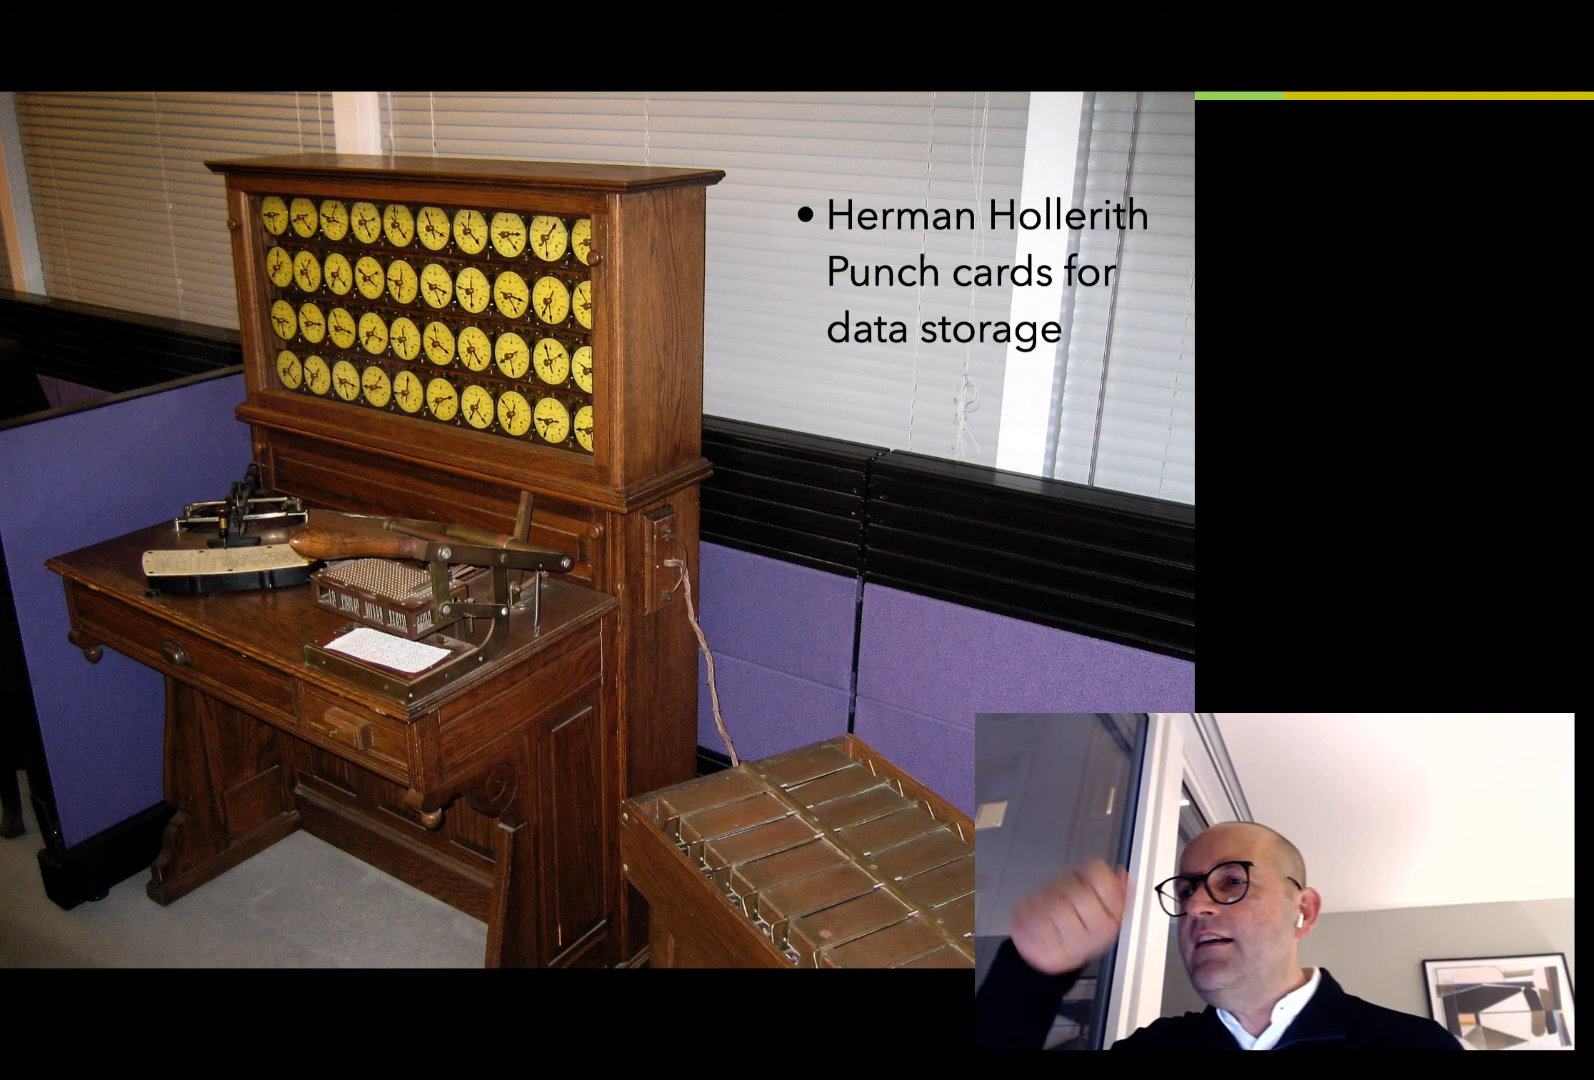 • Herman Hollerith
Punch cards for
data storage